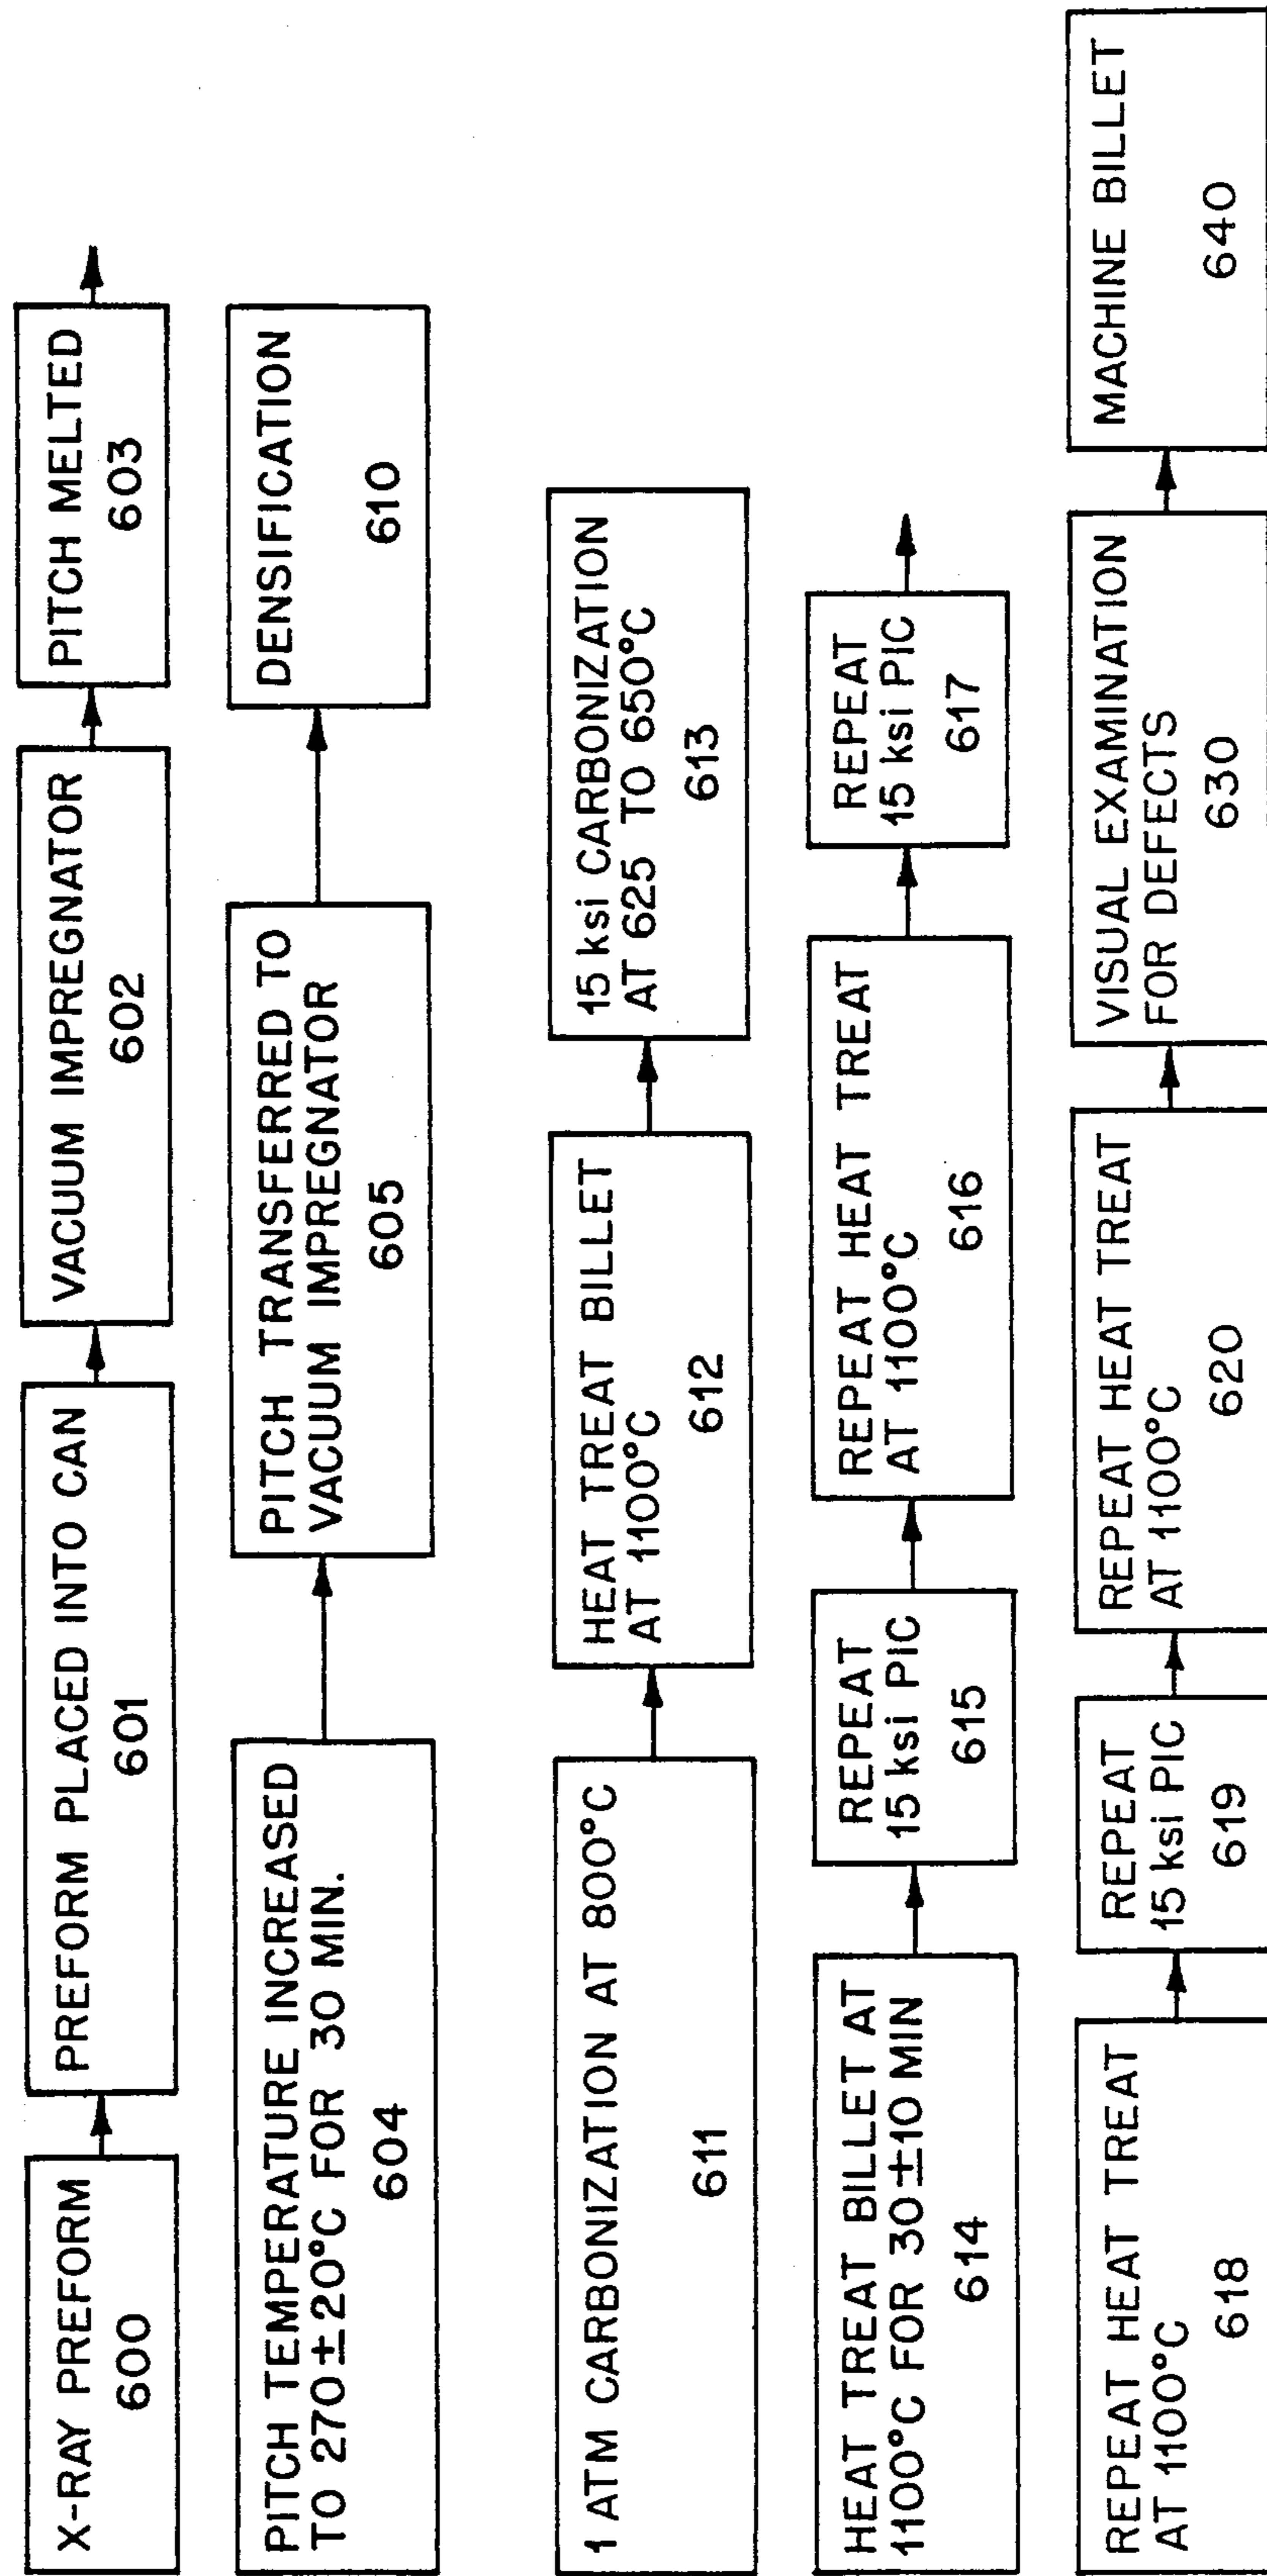 X-RAY PREFORM
600
PREFORM PLACED INTO CAN
601
VACUUM IMPREGNATOR
602
PITCH MELTED
603
PITCH TEMPERATURE INCREASED
TO 270±20°C FOR 30 MIN.
604
PITCH TRANSFERRED TO
VACUUM IMPREGNATOR
605
DENSIFICATION
610
1 ATM CARBONIZATION AT 800°C
611
HEAT TREAT BILLET
AT 1100°C
612
15 ksi CARBONIZATION
AT 625 TO 650°C
613
HEAT TREAT BILLET AT
1100°C FOR 30±10 MIN
614
REPEAT
15 ksi PIC
615
REPEAT HEAT TREAT
AT 1100°C
616
REPEAT
15 ksi PIC
617
REPEAT HEAT TREAT
AT 1100°C
618
REPEAT
15 ksi PIC
619
REPEAT HEAT TREAT
AT 1100°C
620
VISUAL EXAMINATION
FOR DEFECTS
630
MACHINE BILLET
640